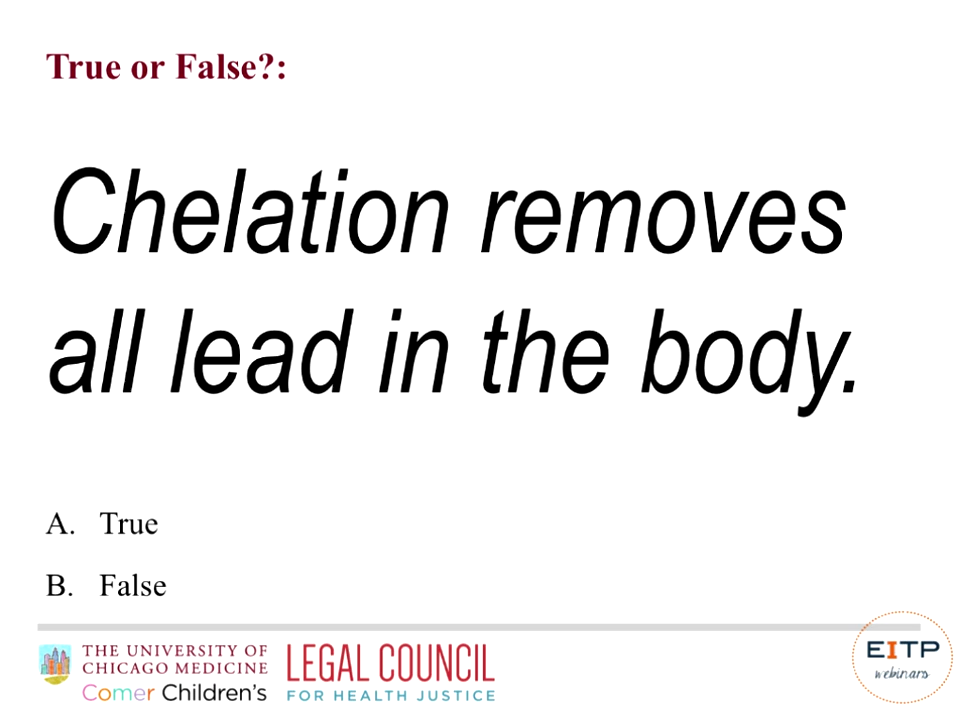 True or False?:
Chelation removes
all lead in the body.
A. True
B. False
THE UNIVERSITY OF
CHICAGO MEDICINE
Comer Children's
LEGAL COUNCIL
FOR HEALTH JUSTICE
EITP
webinars